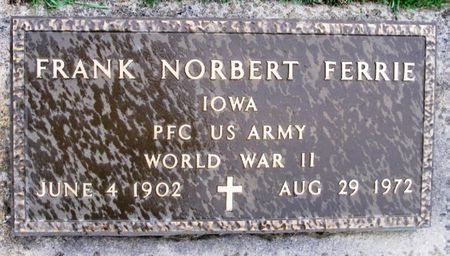 FRANK NORBERT FERRIE
IOWA
PFC US ARMY
WORLD WAR II
JUNE 4 1902 AUG 29 1972